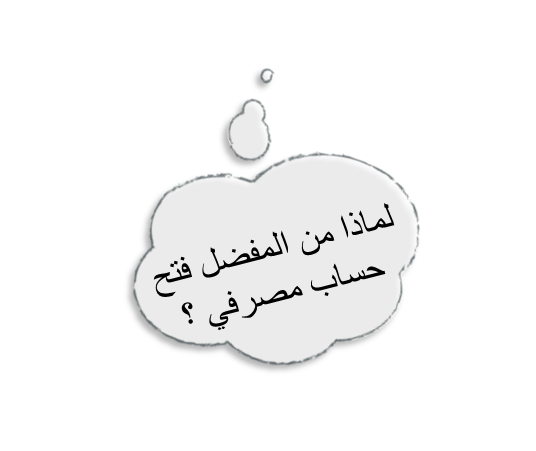 لماذا من المفضل فتح
حساب مصرفي ؟